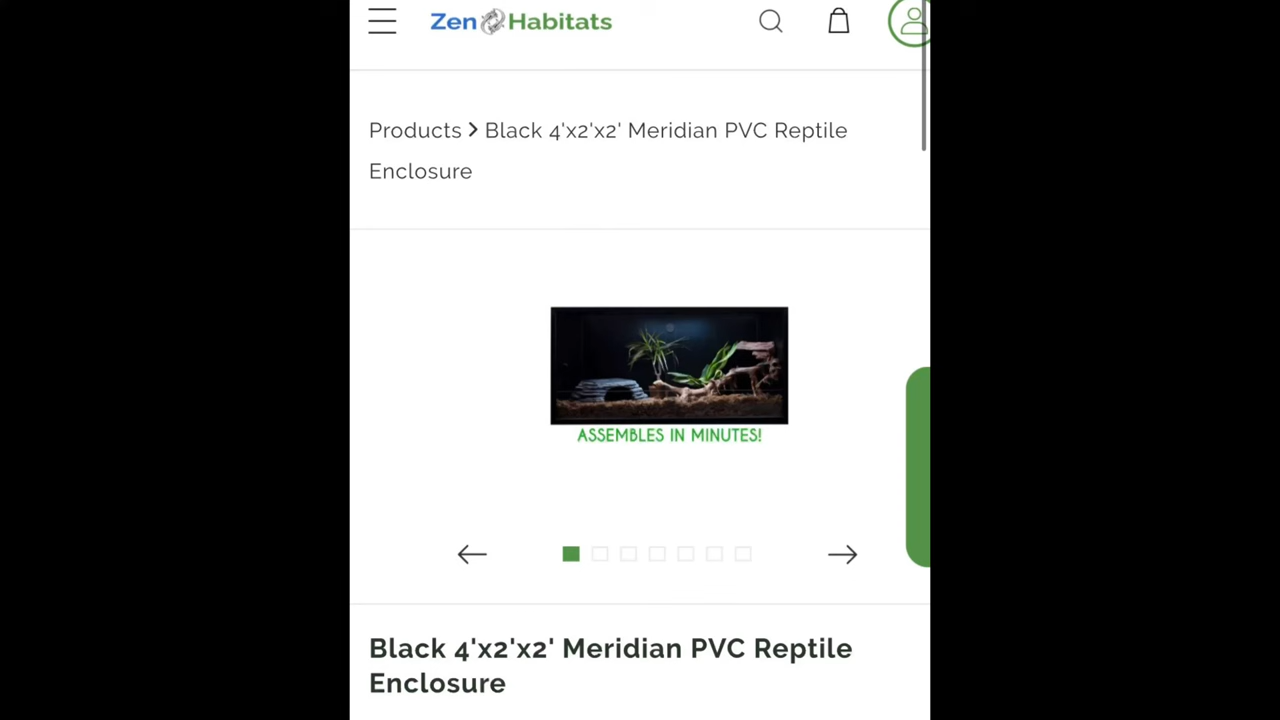 Zen Habitats
Products > Black 4'x2'x2' Meridian PVC Reptile
Enclosure
ASSEMBLES IN MINUTES!
Black 4'x2'x2' Meridian PVC Reptile
Enclosure